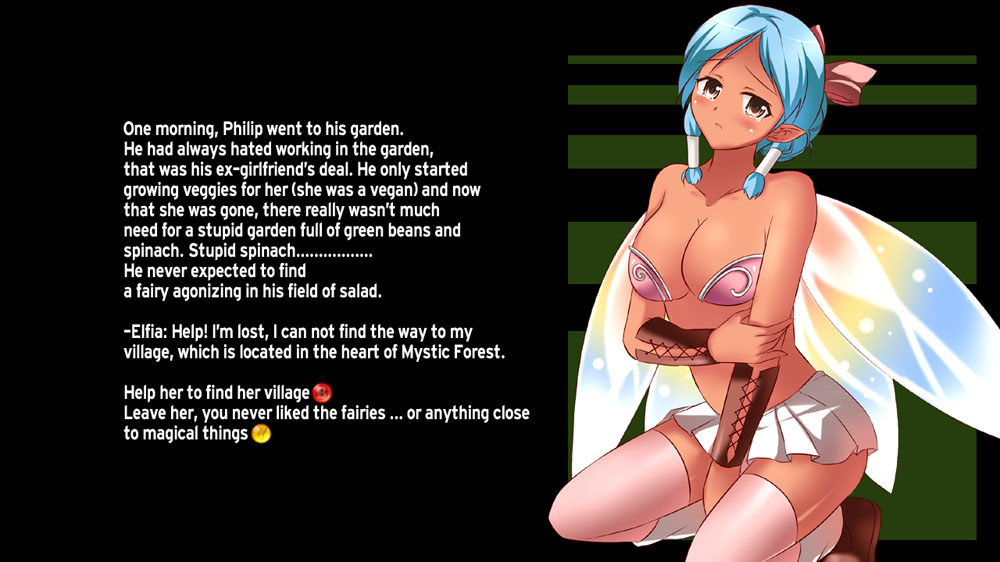 One morning, Philip went to his garden.
He had always hated working in the garden,
that was his ex-girlfriend's deal. He only started
growing veggies for her (she was a vegan) and now
that she was gone, there really wasn't much
need for a stupid garden full of green beans and
spinach. Stupid spinach.................
He never expected to find
a fairy agonizing in his field of salad.
-Elfia: Help! I'm lost, I can not find the way to my
village, which is located in the heart of Mystic Forest.
Help her to find her village
Leave her, you never liked the fairies ... or anything close
to magical things